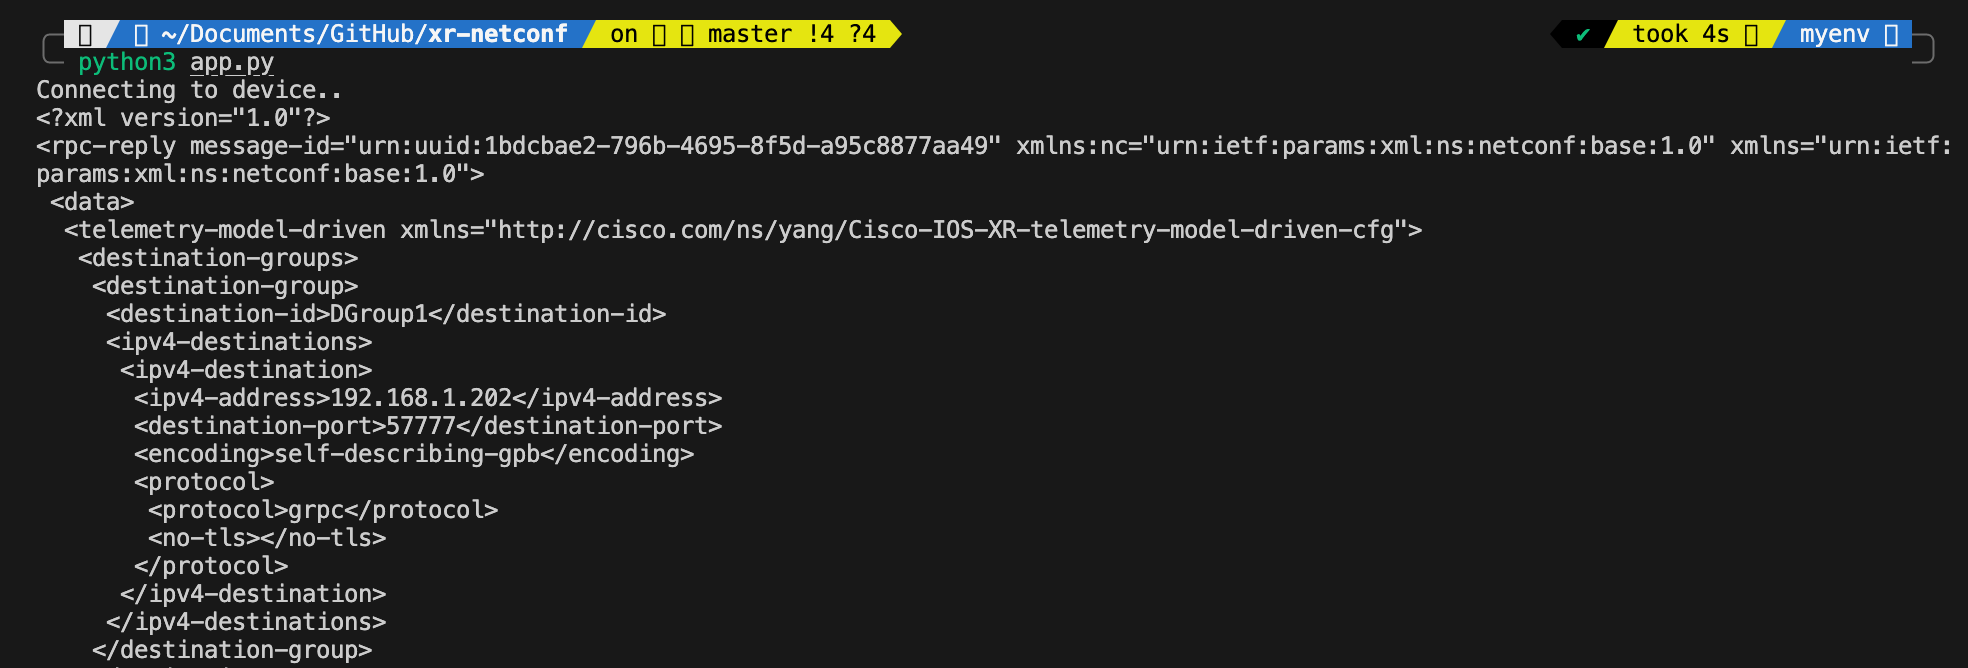 ~/Documents/GitHub/xr-netconf on master !4 ?4 ✔ took 4s myenv
python3 app.py
Connecting to device..
<?xml version="1.0"?>
<rpc-reply message-id="urn:uuid:1bdcbae2-796b-4695-8f5d-a95c8877aa49" xmlns:nc="urn:ietf:params:xml:ns:netconf:base:1.0" xmlns="urn:ietf:
params:xml:ns:netconf:base:1.0">
 <data>
  <telemetry-model-driven xmlns="http://cisco.com/ns/yang/Cisco-IOS-XR-telemetry-model-driven-cfg">
   <destination-groups>
    <destination-group>
     <destination-id>DGroup1</destination-id>
     <ipv4-destinations>
      <ipv4-destination>
       <ipv4-address>192.168.1.202</ipv4-address>
       <destination-port>57777</destination-port>
       <encoding>self-describing-gpb</encoding>
       <protocol>
        <protocol>grpc</protocol>
        <no-tls></no-tls>
       </protocol>
      </ipv4-destination>
     </ipv4-destinations>
    </destination-group>